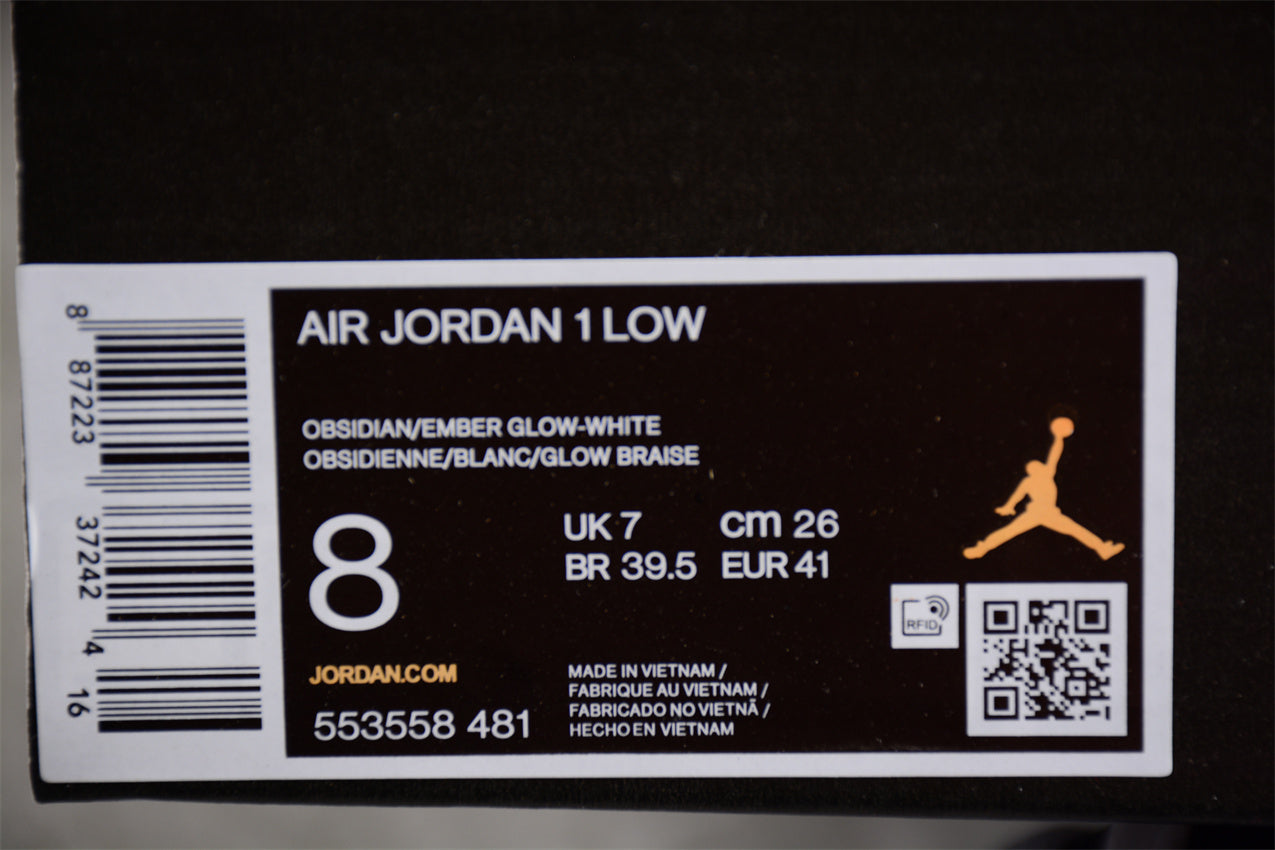 AIR JORDAN 1 LOW
OBSIDIAN/EMBER GLOW-WHITE
OBSIDIENNE/BLANC/GLOW BRAISE
8
UK 7 cm 26
BR 39.5 EUR 41
RFID
JORDAN.COM
553558 481
MADE IN VIETNAM /
FABRIQUE AU VIETNAM /
FABRICADO NO VIETNÃ /
HECHO EN VIETNAM
8 87223 37242 4 16